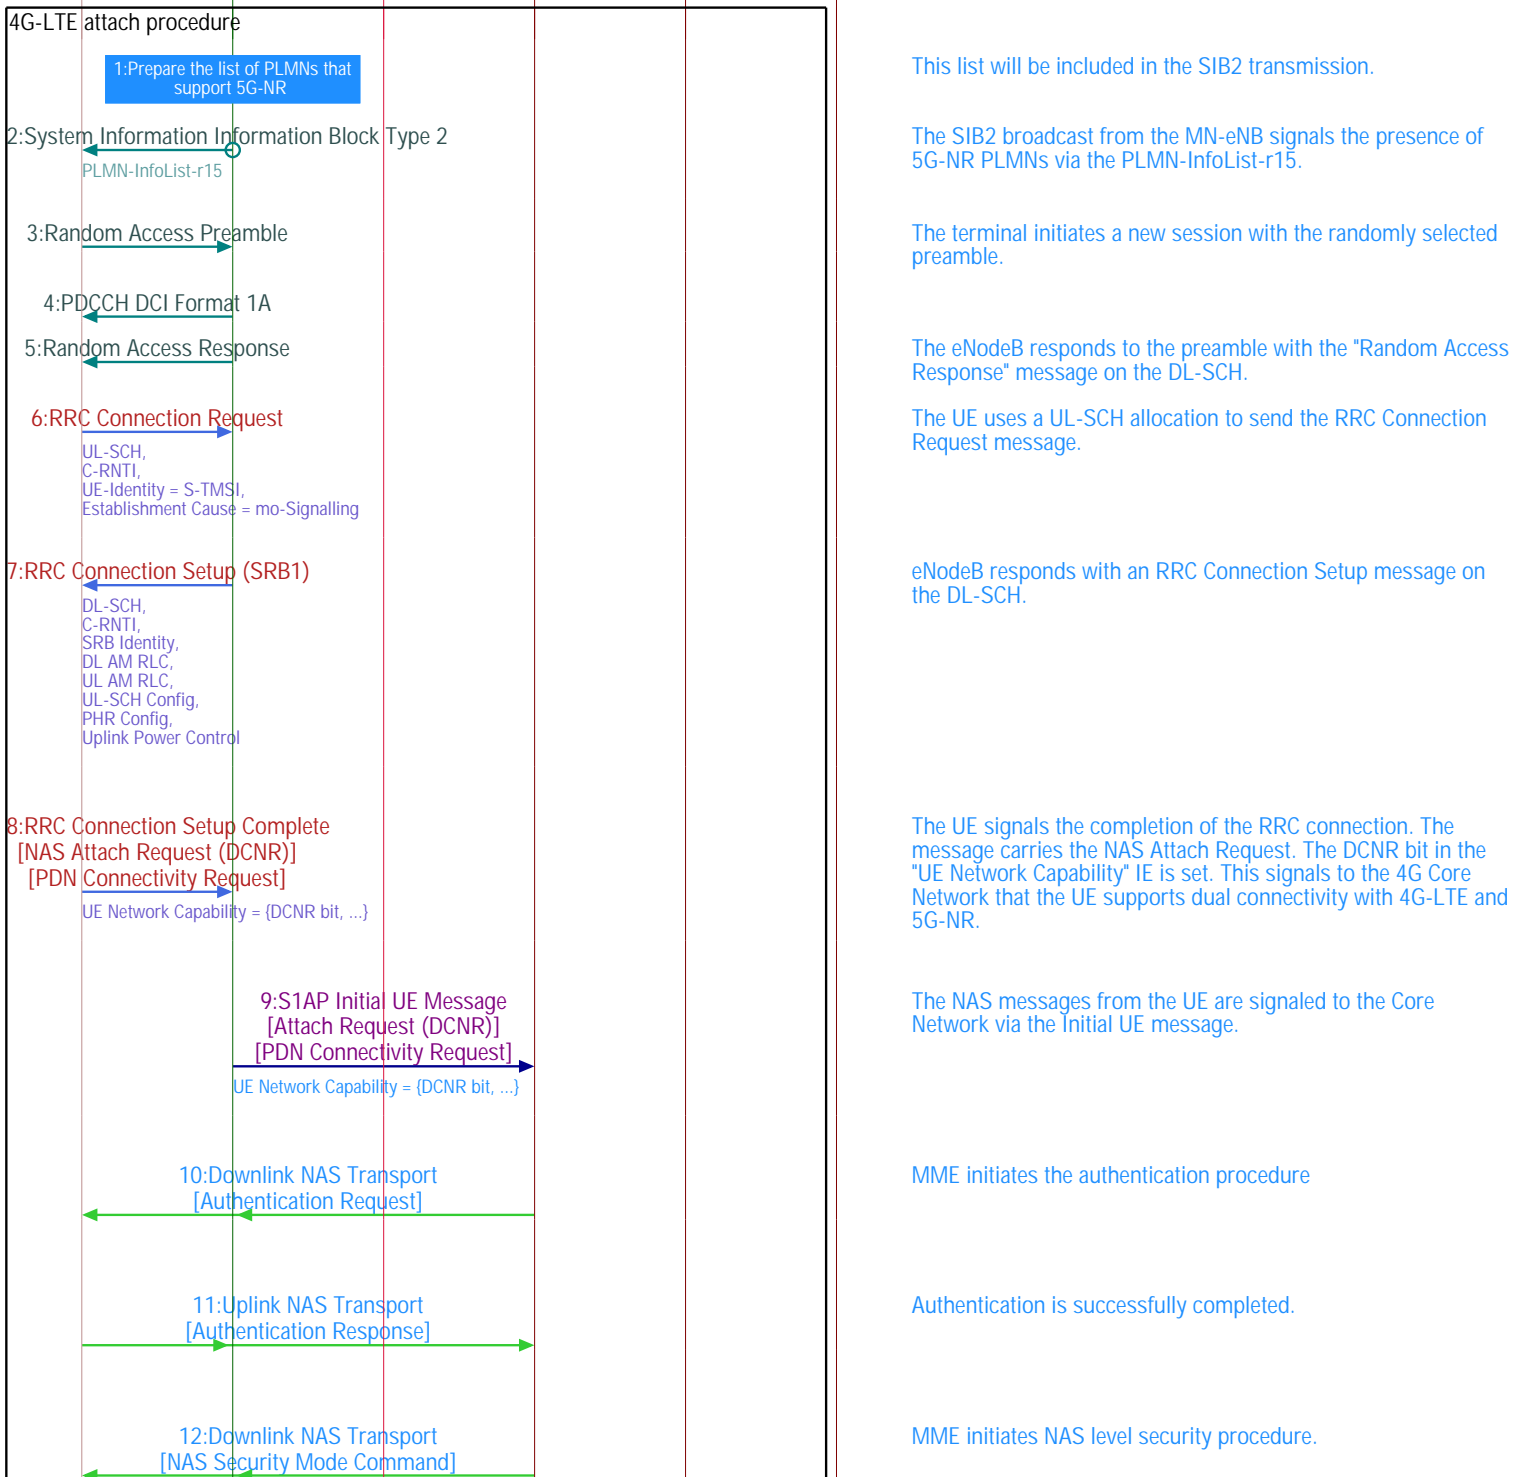 4G-LTE attach procedure
1:Prepare the list of PLMNs that
support 5G-NR
This list will be included in the SIB2 transmission.
2:System Information Information Block Type 2
PLMN-InfoList-r15
The SIB2 broadcast from the MN-eNB signals the presence of
5G-NR PLMNs via the PLMN-InfoList-r15.
3:Random Access Preamble
The terminal initiates a new session with the randomly selected
preamble.
4:PDCCH DCI Format 1A
5:Random Access Response
The eNodeB responds to the preamble with the "Random Access
Response" message on the DL-SCH.
6:RRC Connection Request
UL-SCH,
C-RNTI,
UE-Identity = S-TMSI,
Establishment Cause = mo-Signalling
The UE uses a UL-SCH allocation to send the RRC Connection
Request message.
7:RRC Connection Setup (SRB1)
DL-SCH,
C-RNTI,
SRB Identity,
DL AM RLC,
UL AM RLC,
UL-SCH Config,
PHR Config,
Uplink Power Control
eNodeB responds with an RRC Connection Setup message on
the DL-SCH.
8:RRC Connection Setup Complete
[NAS Attach Request (DCNR)]
[PDN Connectivity Request]
UE Network Capability = {DCNR bit, ...}
The UE signals the completion of the RRC connection. The
message carries the NAS Attach Request. The DCNR bit in the
"UE Network Capability" IE is set. This signals to the 4G Core
Network that the UE supports dual connectivity with 4G-LTE and
5G-NR.
9:S1AP Initial UE Message
[Attach Request (DCNR)]
[PDN Connectivity Request]
UE Network Capability = {DCNR bit, ...}
The NAS messages from the UE are signaled to the Core
Network via the Initial UE message.
10:Downlink NAS Transport
[Authentication Request]
MME initiates the authentication procedure
11:Uplink NAS Transport
[Authentication Response]
Authentication is successfully completed.
12:Downlink NAS Transport
[NAS Security Mode Command]
MME initiates NAS level security procedure.